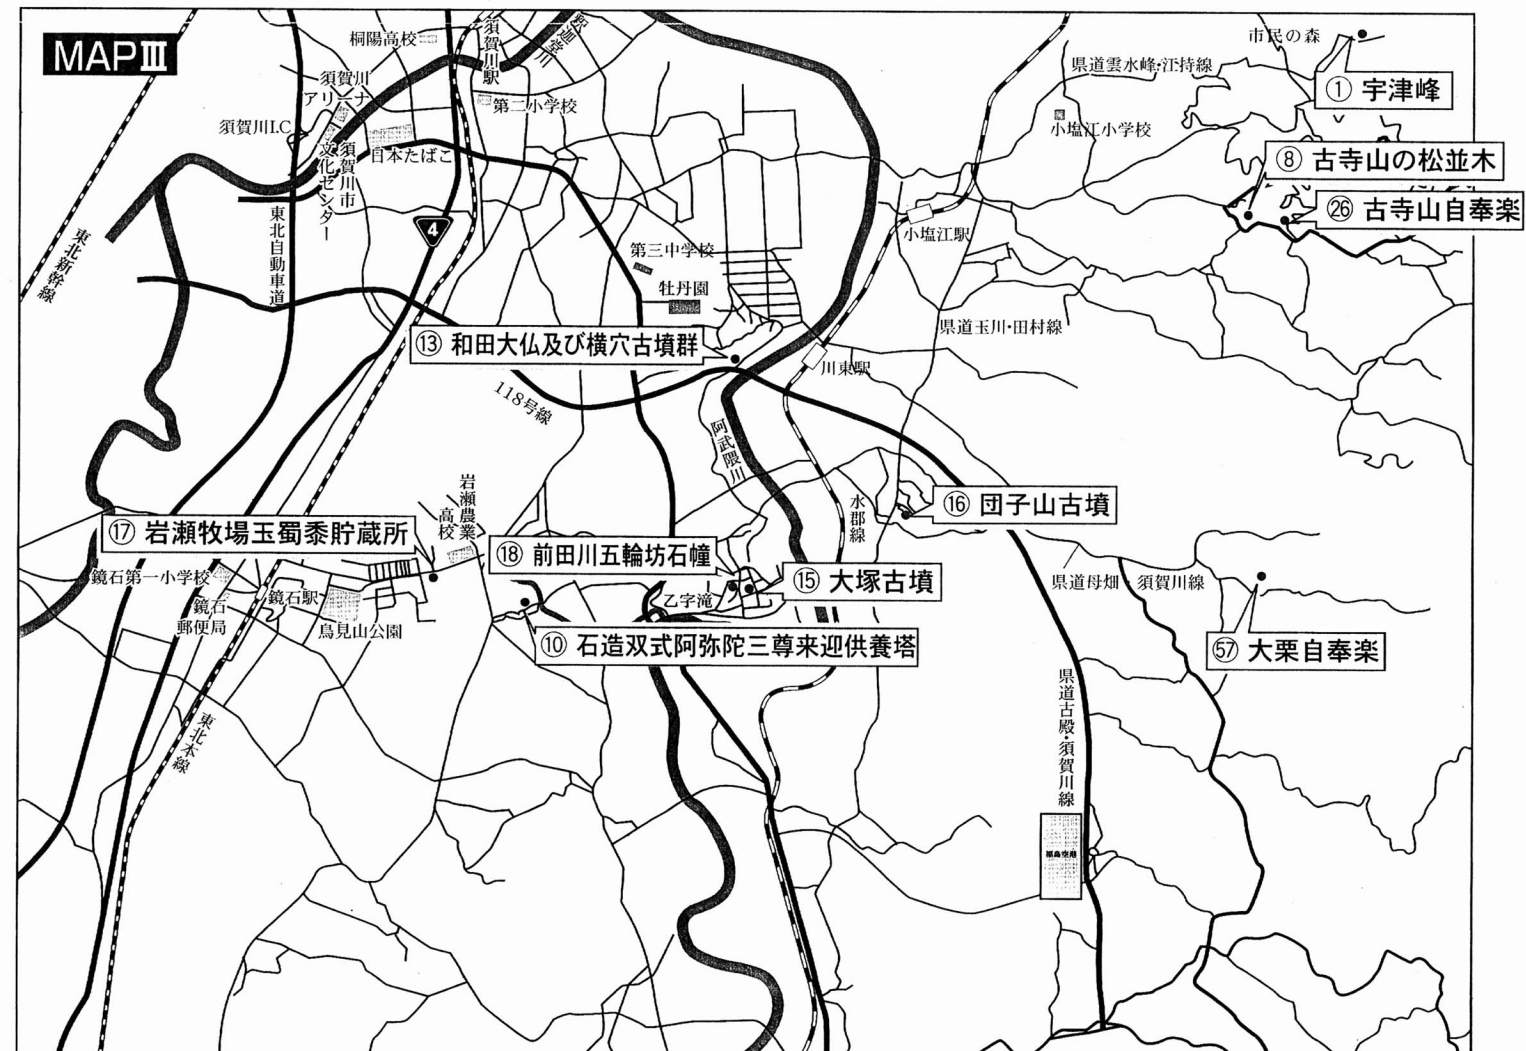 MAPⅢ
桐陽高校
須賀川駅
釈迦堂川
市民の森
① 宇津峰
県道雲水峰・江持線
須賀川
アリーナ
第二小学校
須賀川I.C
日本たばこ
小塩江小学校
須賀川市
文化センター
⑧ 古寺山の松並木
㉖ 古寺山自奉楽
東北新幹線
東北自動車道
4
小塩江駅
第三中学校
牡丹園
県道玉川・田村線
⑬ 和田大仏及び横穴古墳群
川東駅
118号線
阿武隈川
岩瀬農業
高校
水郡線
⑯ 団子山古墳
⑰ 岩瀬牧場玉蜀黍貯蔵所
⑱ 前田川五輪坊石幢
鏡石第一小学校
鏡石駅
鏡石
郵便局
鳥見山公園
乙字滝
⑮ 大塚古墳
県道母畑・須賀川線
⑩ 石造双式阿弥陀三尊来迎供養塔
57 大栗自奉楽
東北本線
県道古殿・須賀川線
福島空港